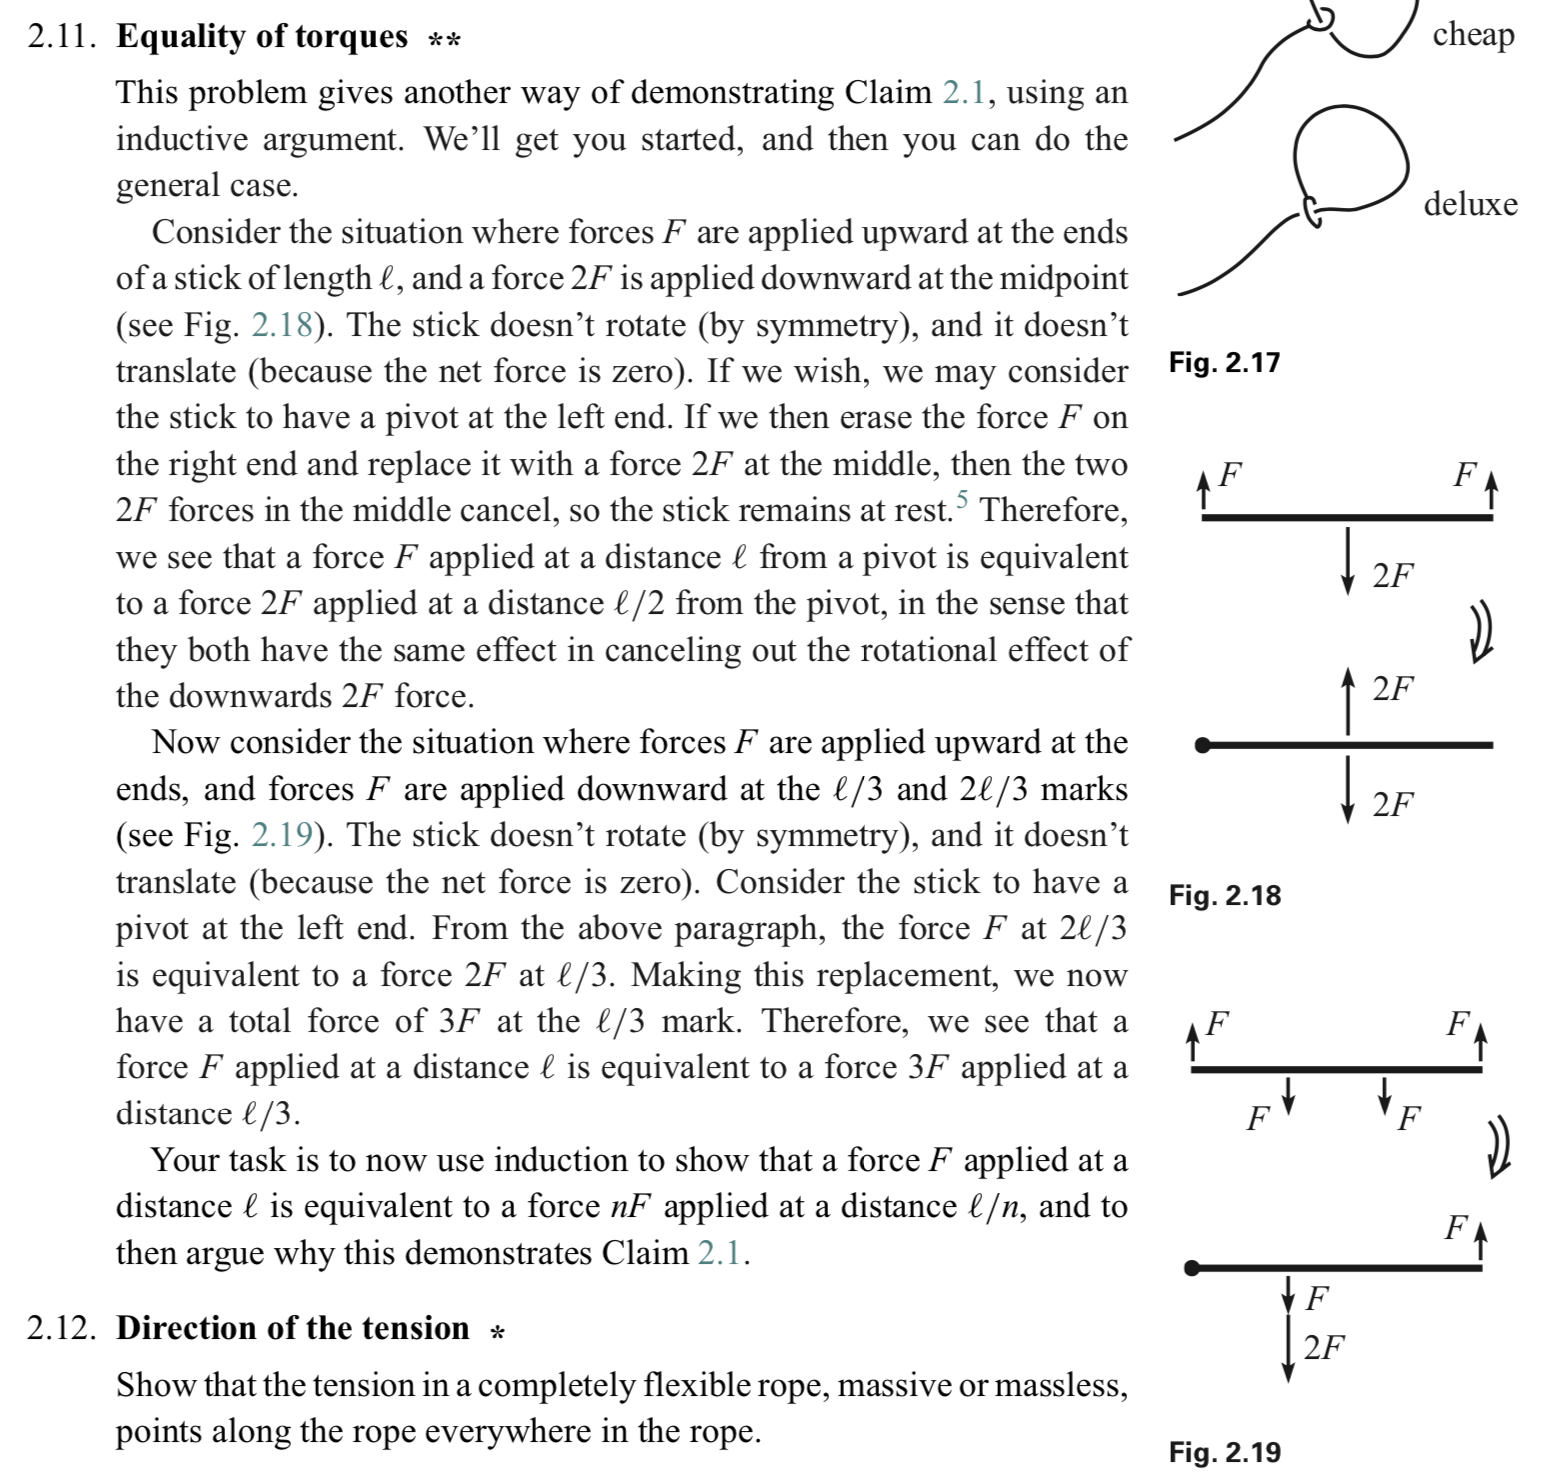 2.11. Equality of torques **
This problem gives another way of demonstrating Claim 2.1, using an
inductive argument. We'll get you started, and then you can do the
general case.
Consider the situation where forces F are applied upward at the ends
of a stick of length ℓ, and a force 2F is applied downward at the midpoint
(see Fig. 2.18). The stick doesn't rotate (by symmetry), and it doesn't
translate (because the net force is zero). If we wish, we may consider
the stick to have a pivot at the left end. If we then erase the force F on
the right end and replace it with a force 2F at the middle, then the two
2F forces in the middle cancel, so the stick remains at rest.⁵ Therefore,
we see that a force F applied at a distance ℓ from a pivot is equivalent
to a force 2F applied at a distance ℓ/2 from the pivot, in the sense that
they both have the same effect in canceling out the rotational effect of
the downwards 2F force.
Now consider the situation where forces F are applied upward at the
ends, and forces F are applied downward at the ℓ/3 and 2ℓ/3 marks
(see Fig. 2.19). The stick doesn't rotate (by symmetry), and it doesn't
translate (because the net force is zero). Consider the stick to have a
pivot at the left end. From the above paragraph, the force F at 2ℓ/3
is equivalent to a force 2F at ℓ/3. Making this replacement, we now
have a total force of 3F at the ℓ/3 mark. Therefore, we see that a
force F applied at a distance ℓ is equivalent to a force 3F applied at a
distance ℓ/3.
Your task is to now use induction to show that a force F applied at a
distance ℓ is equivalent to a force nF applied at a distance ℓ/n, and to
then argue why this demonstrates Claim 2.1.
2.12. Direction of the tension *
Show that the tension in a completely flexible rope, massive or massless,
points along the rope everywhere in the rope.
cheap
deluxe
Fig. 2.17
F F
2F
2F
2F
Fig. 2.18
F F
F F
F
F
2F
Fig. 2.19